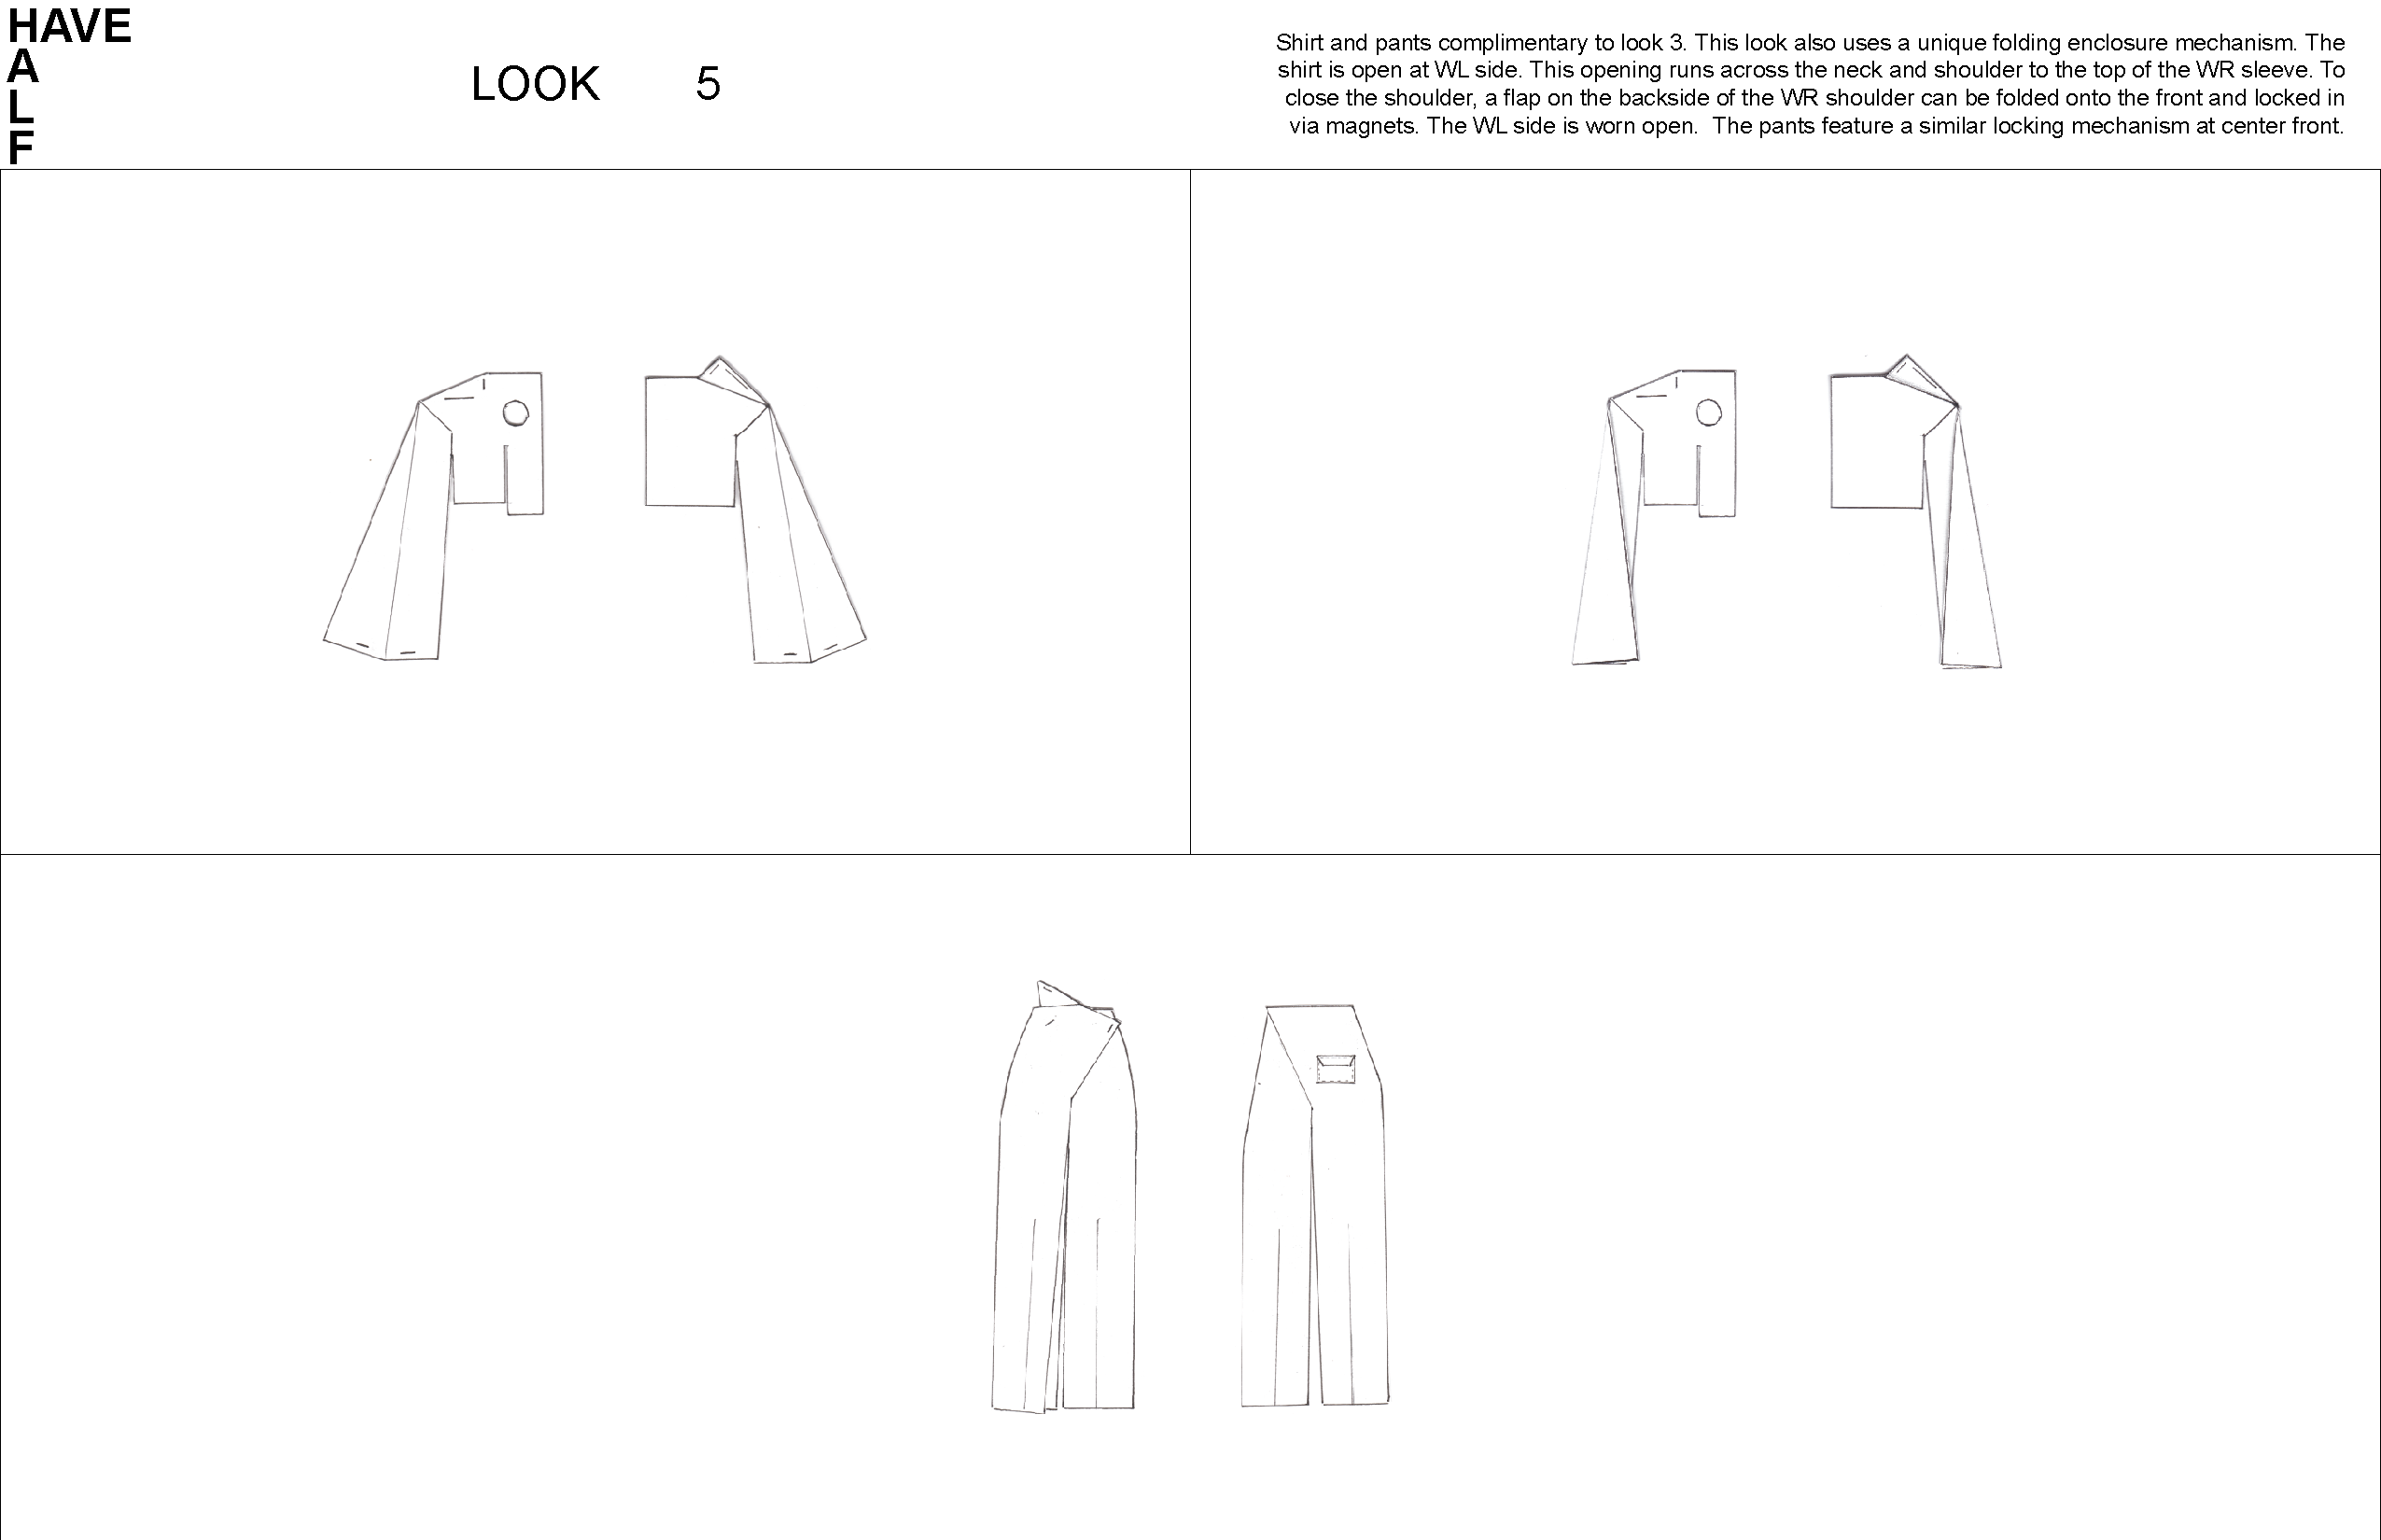 HAVE
A
L
F
LOOK 5
Shirt and pants complimentary to look 3. This look also uses a unique folding enclosure mechanism. The
shirt is open at WL side. This opening runs across the neck and shoulder to the top of the WR sleeve. To
close the shoulder, a flap on the backside of the WR shoulder can be folded onto the front and locked in
via magnets. The WL side is worn open. The pants feature a similar locking mechanism at center front.